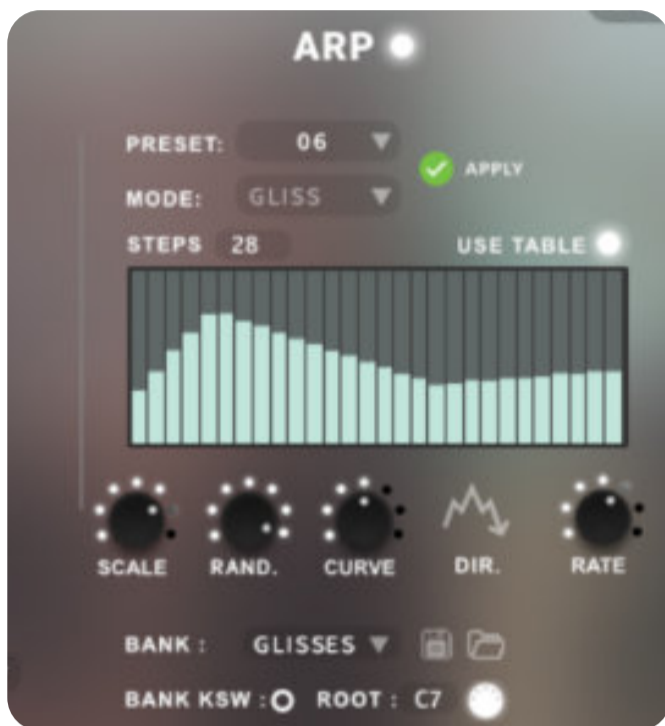 ARP
PRESET: 06
APPLY
MODE: GLISS
STEPS 28 USE TABLE
SCALE RAND. CURVE DIR. RATE
BANK : GLISSES
BANK KSW : ROOT : C7